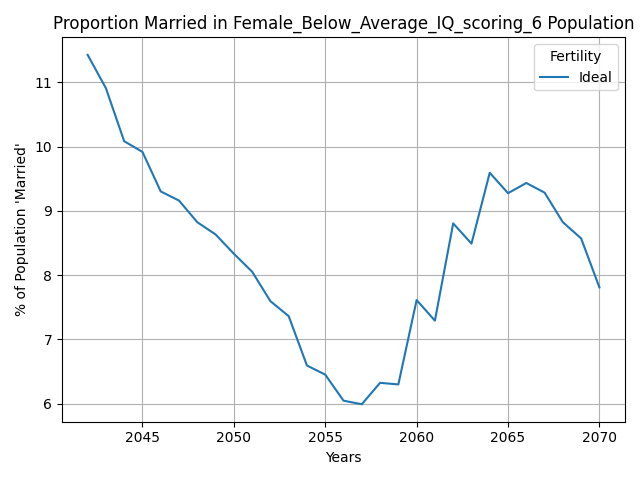 Proportion Married in Female_Below_Average_IQ_scoring_6 Population
Fertility
Ideal
% of Population 'Married'
11
10
9
8
7
6
2045 2050 2055 2060 2065 2070
Years